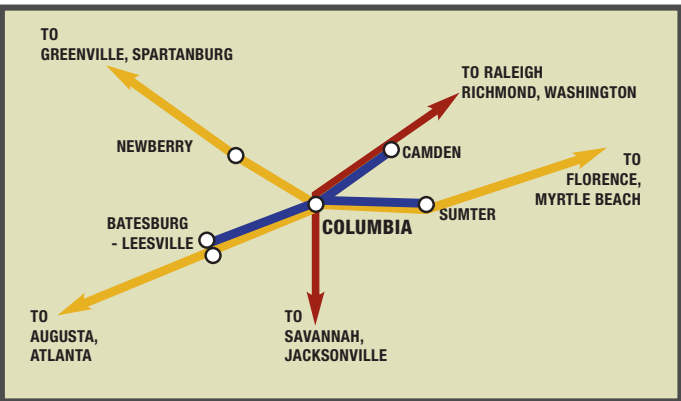 TO
GREENVILLE, SPARTANBURG
TO RALEIGH
RICHMOND, WASHINGTON
NEWBERRY
CAMDEN
TO
FLORENCE,
MYRTLE BEACH
BATESBURG
- LEESVILLE
COLUMBIA
SUMTER
TO
AUGUSTA,
ATLANTA
TO
SAVANNAH,
JACKSONVILLE